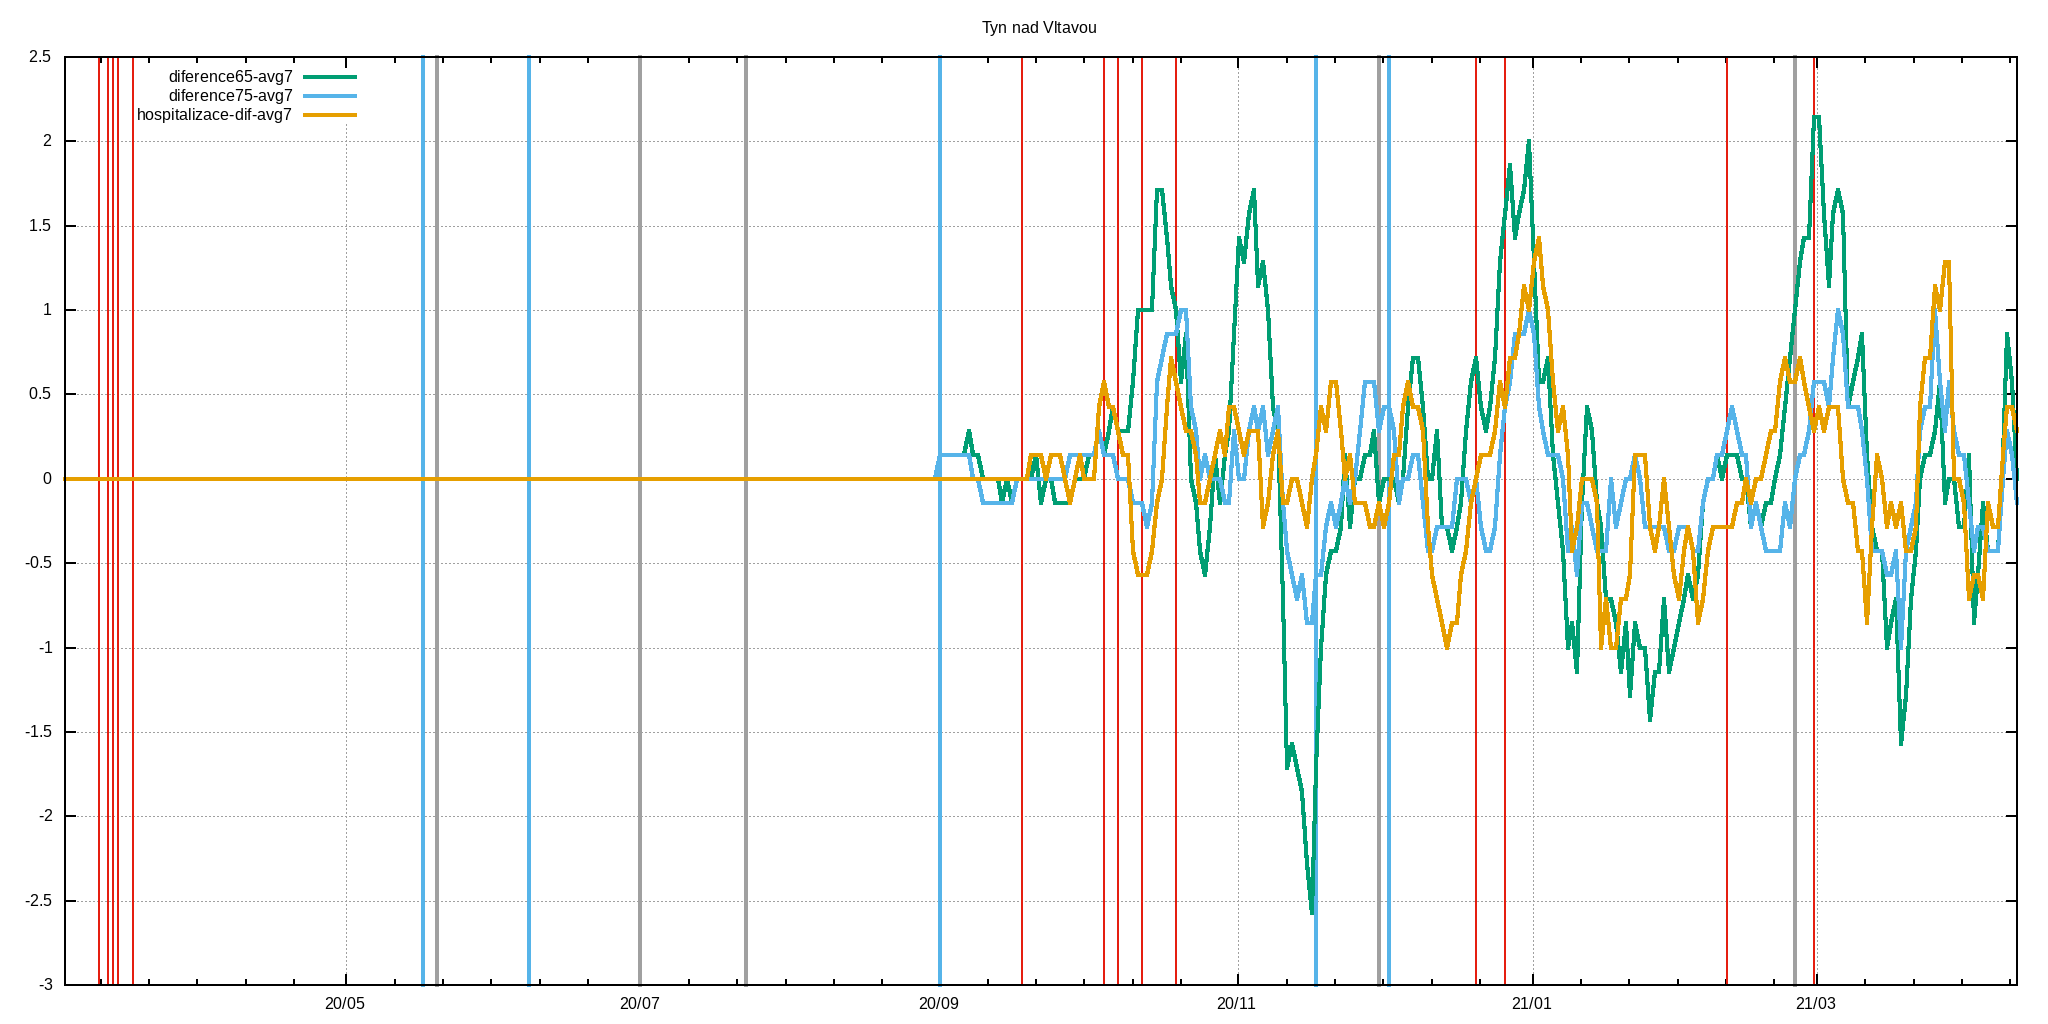 Tyn nad Vltavou
2.5
2
1.5
1
0.5
0
-0.5
-1
-1.5
-2
-2.5
-3
diference65-avg7
diference75-avg7
hospitalizace-dif-avg7
20/05 20/07 20/09 20/11 21/01 21/03